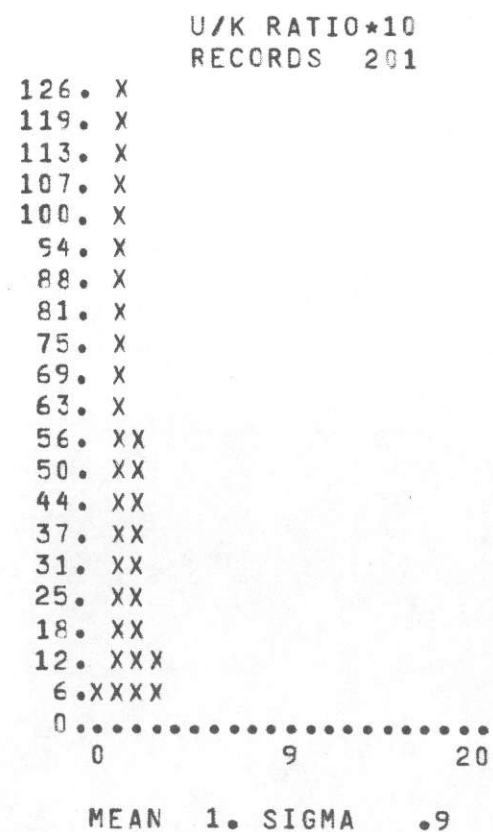 U/K RATIO*10
RECORDS 201
126. X
119. X
113. X
107. X
100. X
94. X
88. X
81. X
75. X
69. X
63. X
56. XX
50. XX
44. XX
37. XX
31. XX
25. XX
18. XX
12. XXX
6.XXXX
0..................
0 9 20
MEAN 1. SIGMA .9